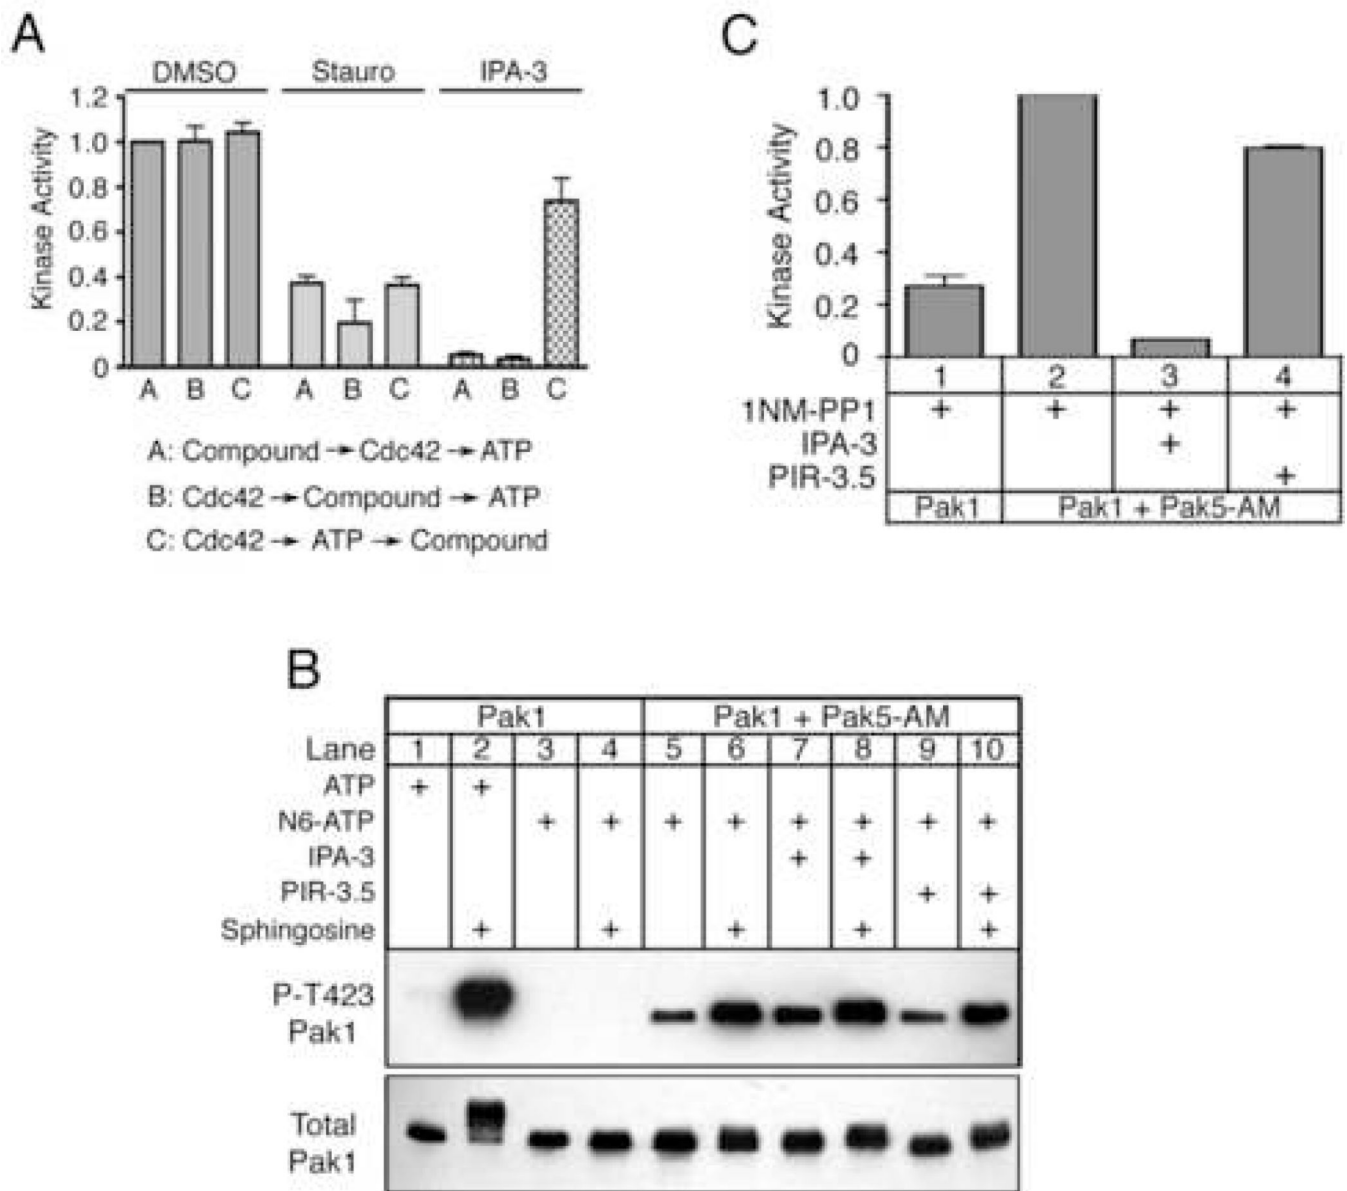 A
DMSO Stauro IPA-3
1.2
1.0
0.8
0.6
0.4
0.2
0
Kinase Activity
A B C A B C A B C
A: Compound → Cdc42 → ATP
B: Cdc42 → Compound → ATP
C: Cdc42 → ATP → Compound
C
1.0
0.8
0.6
0.4
0.2
0
Kinase Activity
1 2 3 4
1NM-PP1 + + + +
IPA-3 +
PIR-3.5 +
Pak1 Pak1 + Pak5-AM
B
Pak1 Pak1 + Pak5-AM
Lane 1 2 3 4 5 6 7 8 9 10
ATP + +
N6-ATP + + + + + + + +
IPA-3 + +
PIR-3.5 + +
Sphingosine + + + + +
P-T423
Pak1
Total
Pak1